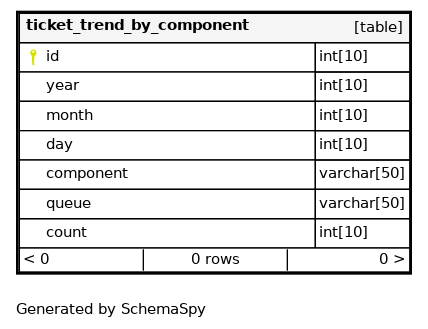 ticket_trend_by_component [table]
id int[10]
year int[10]
month int[10]
day int[10]
component varchar[50]
queue varchar[50]
count int[10]
< 0 0 rows 0 >
Generated by SchemaSpy